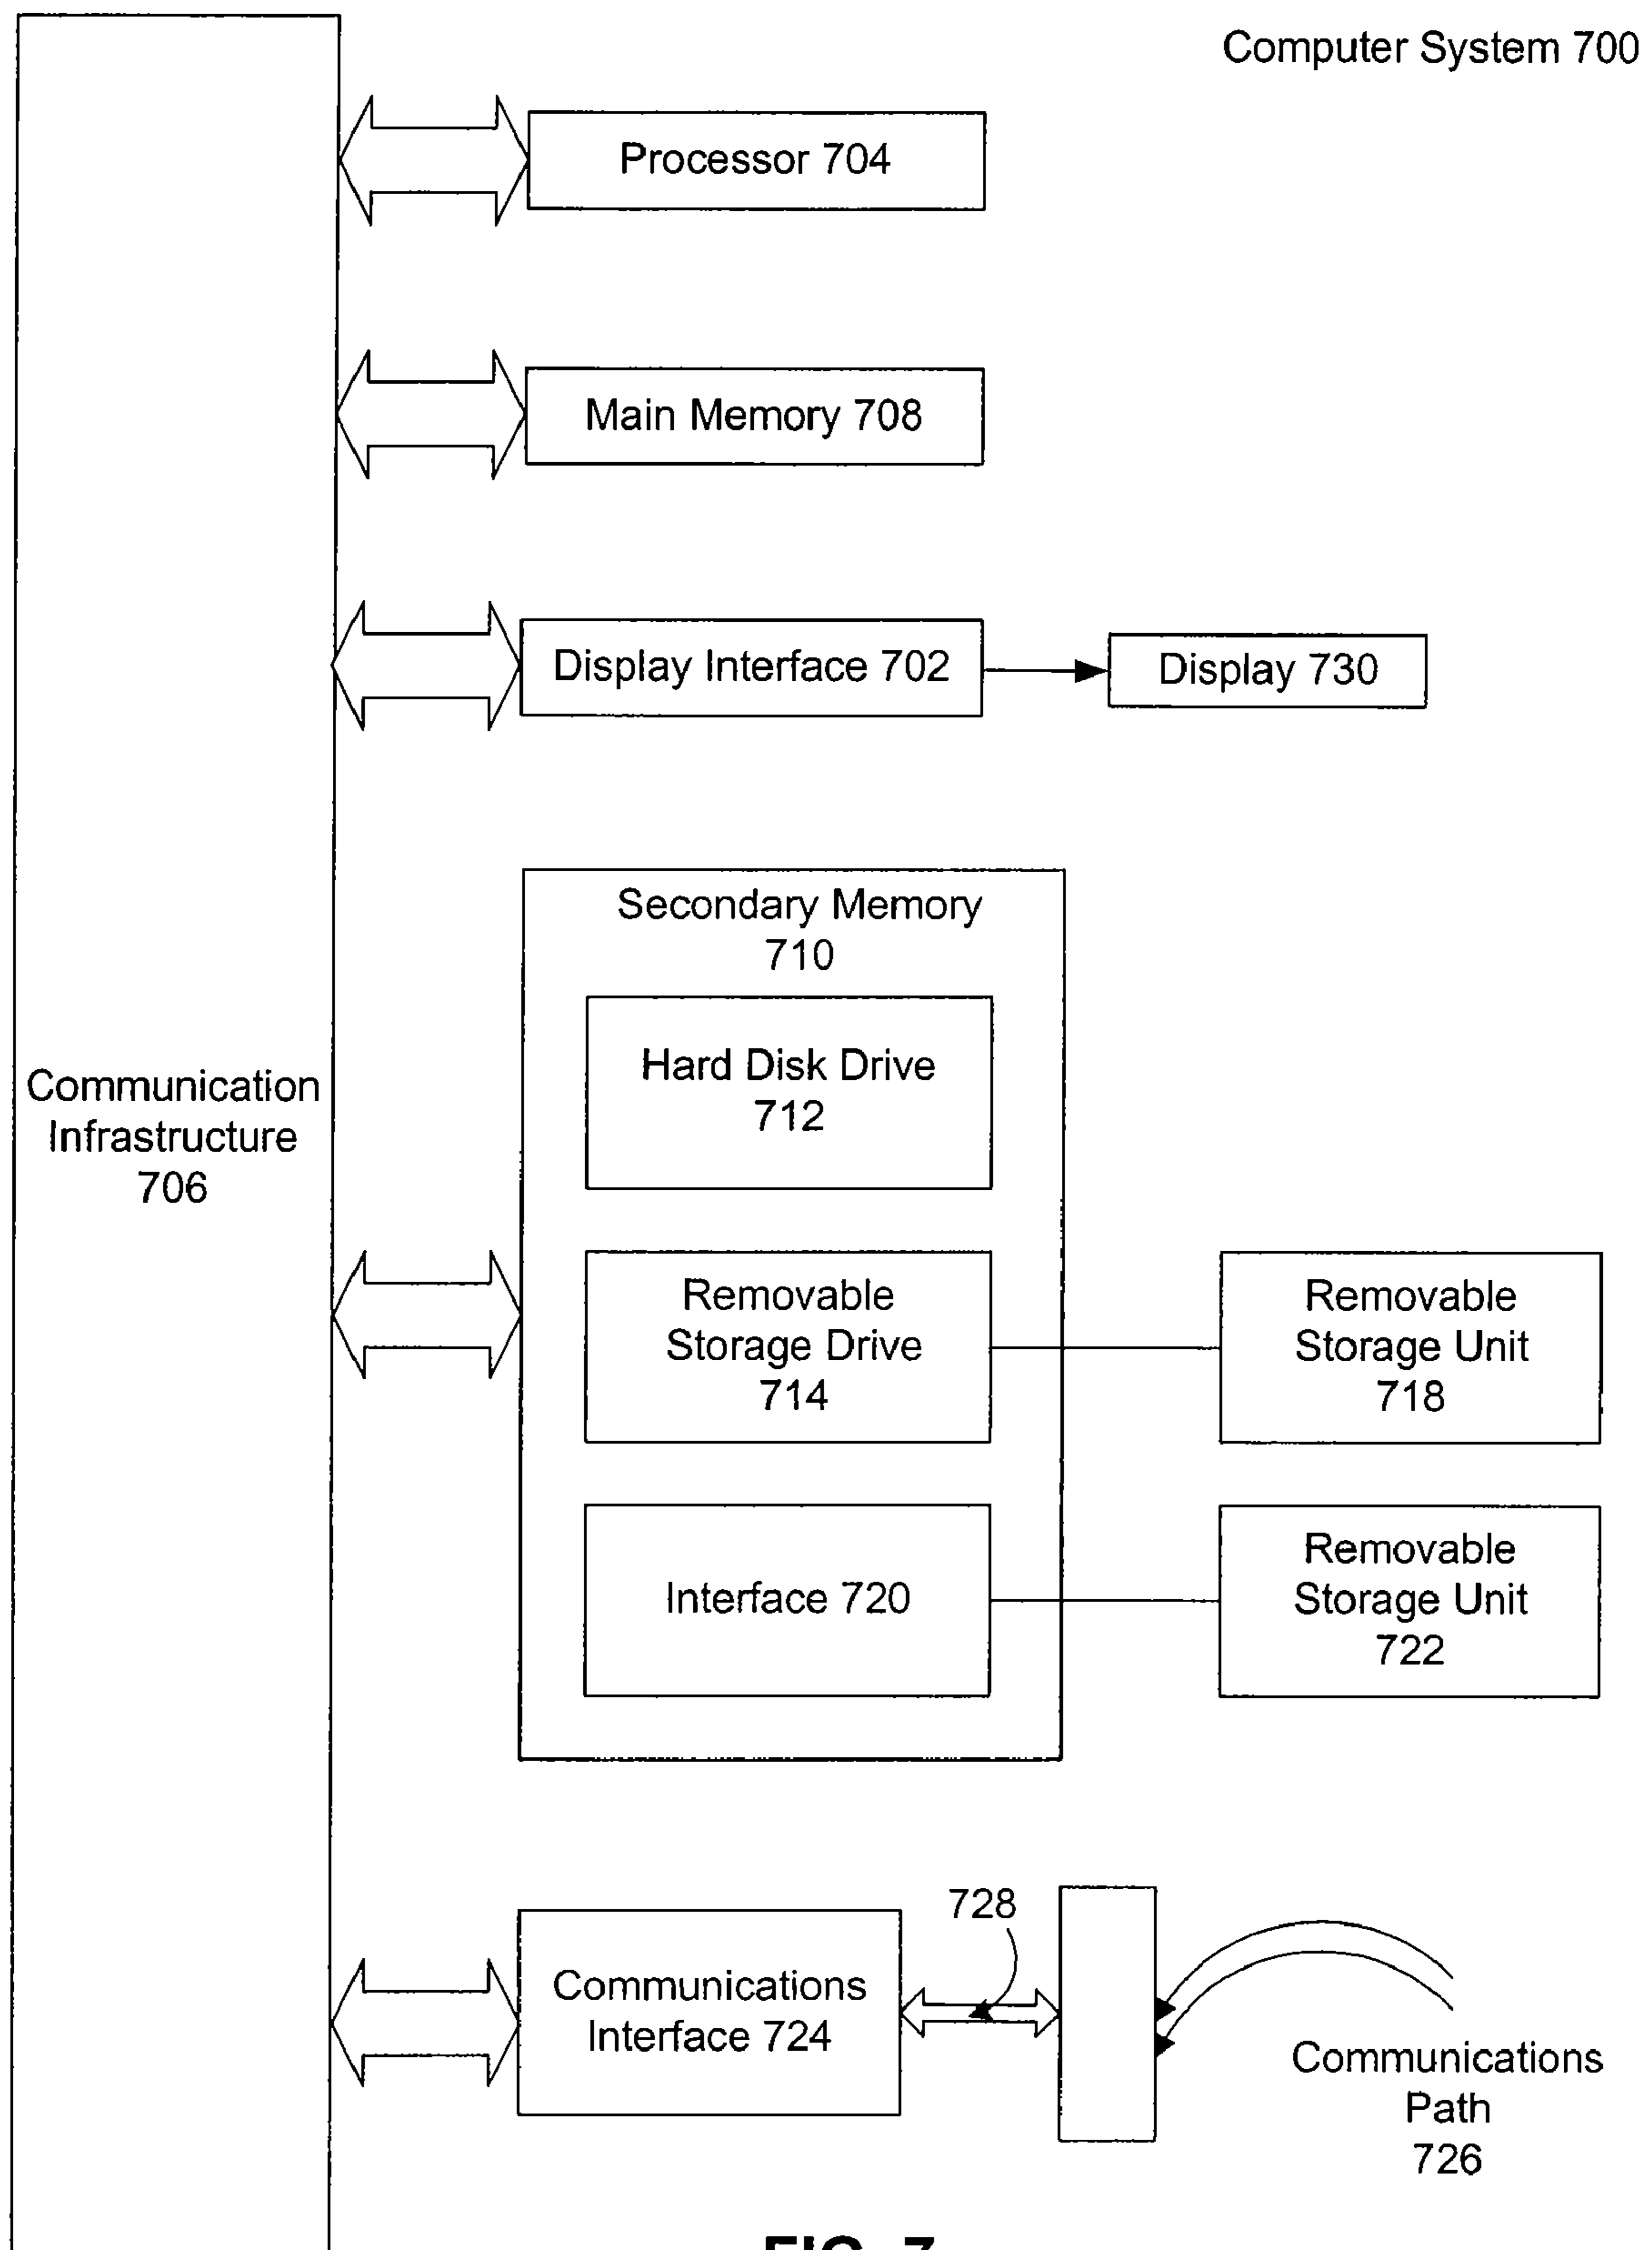 Computer System 700
Processor 704
Main Memory 708
Display Interface 702
Display 730
Secondary Memory
710
Hard Disk Drive
712
Communication
Infrastructure
706
Removable
Storage Drive
714
Removable
Storage Unit
718
Interface 720
Removable
Storage Unit
722
728
Communications
Interface 724
Communications
Path
726
FIG. 7